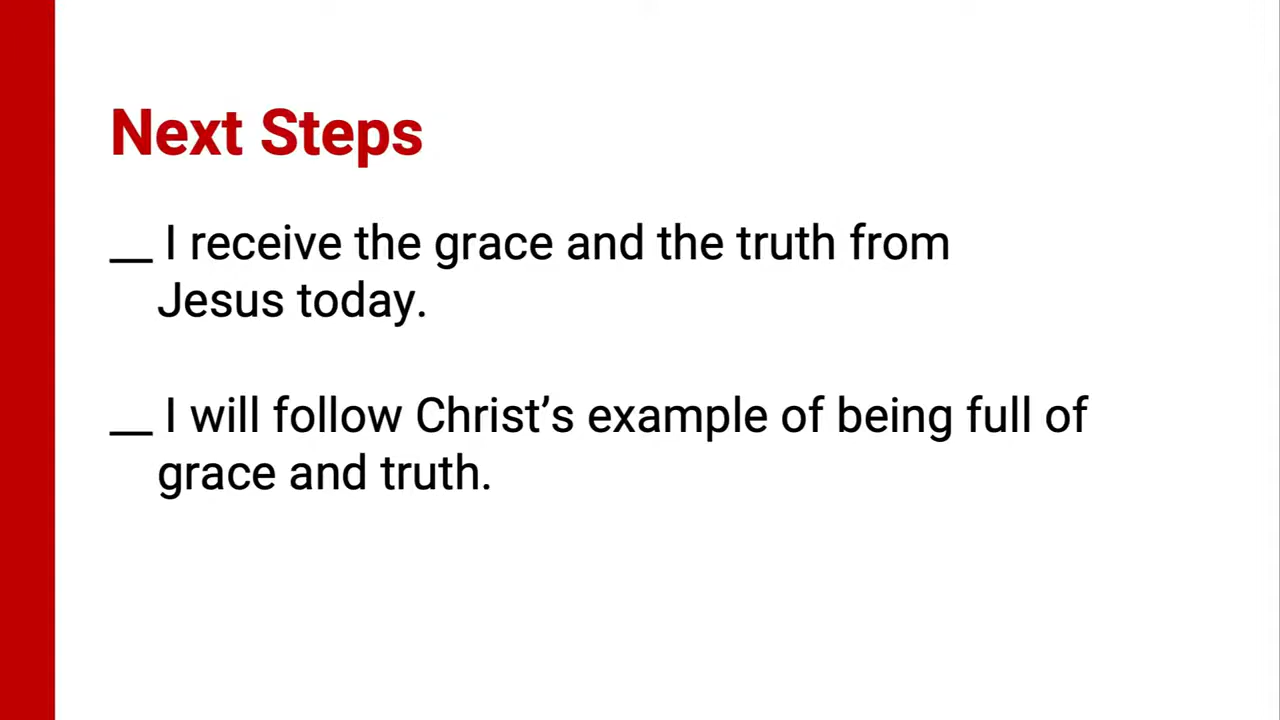 Next Steps
__ I receive the grace and the truth from
Jesus today.
__ I will follow Christ’s example of being full of
grace and truth.